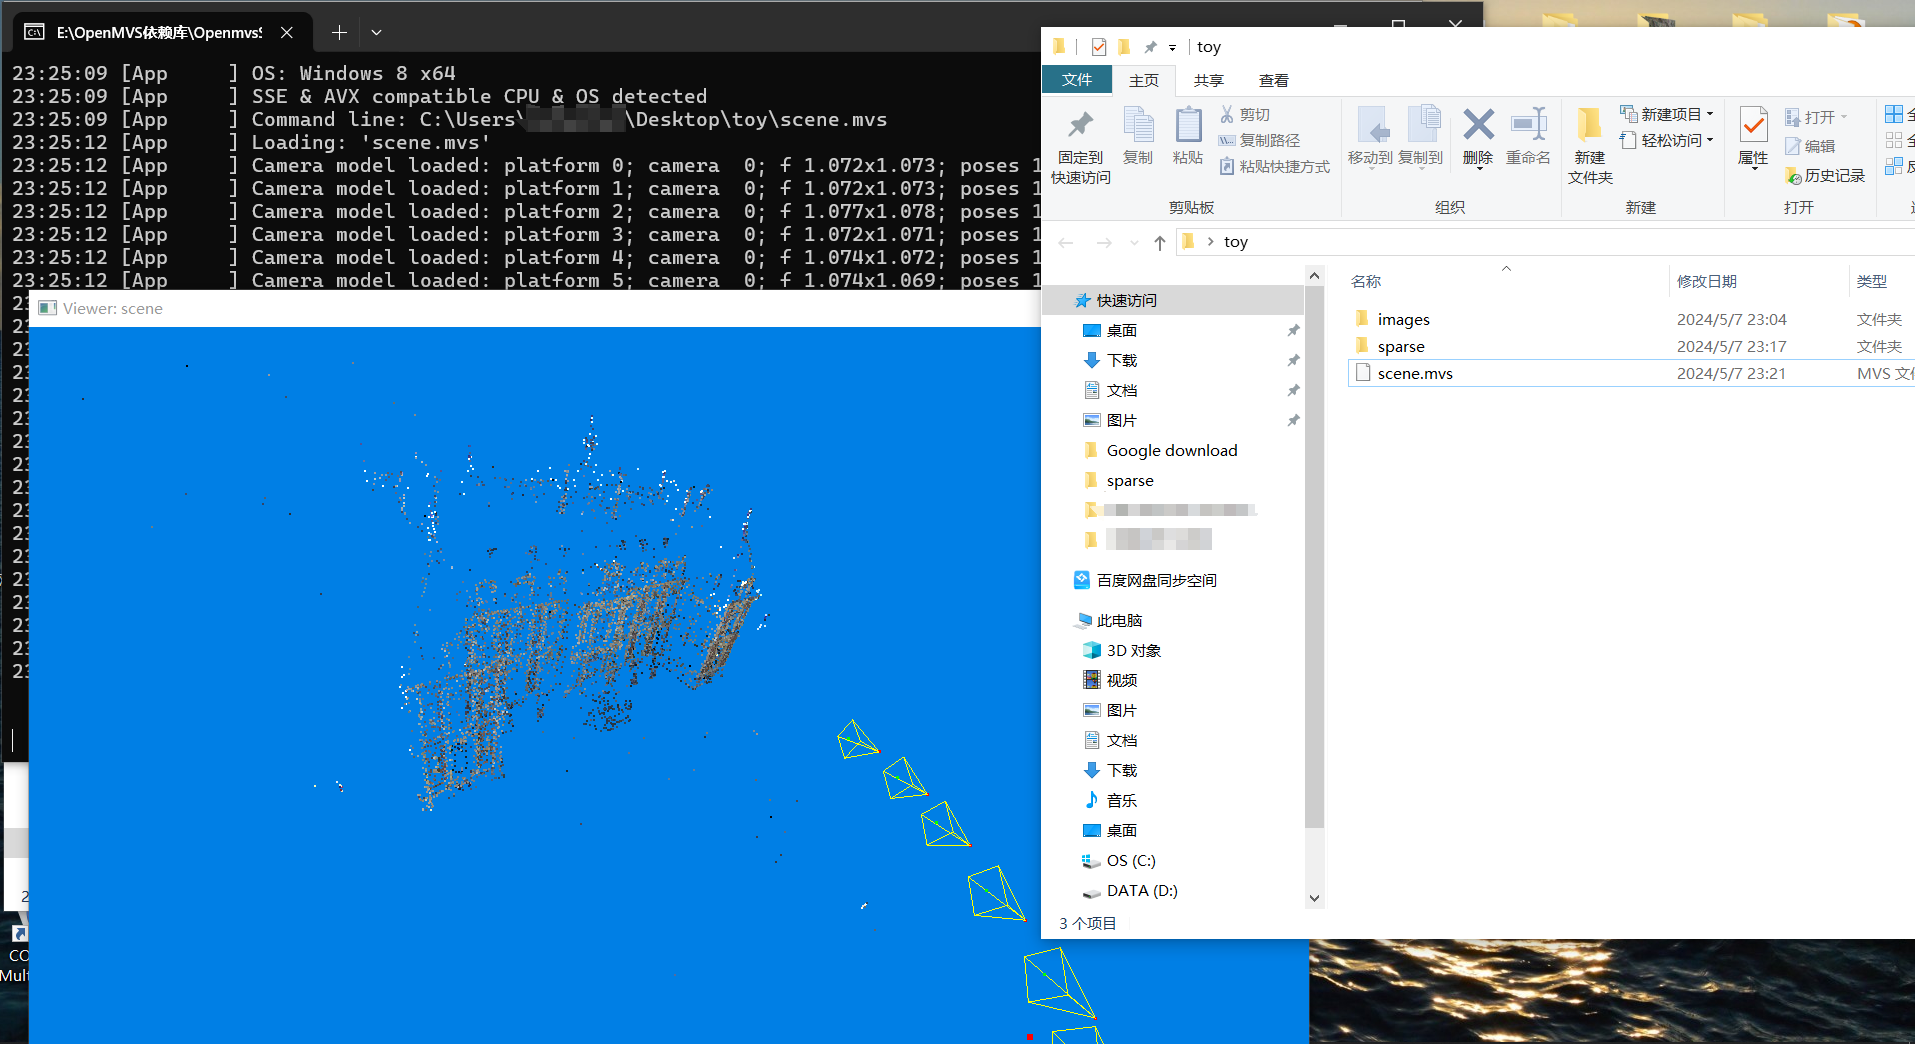 E:\OpenMVS依赖库\Openmvs
23:25:09 [App     ] OS: Windows 8 x64
23:25:09 [App     ] SSE & AVX compatible CPU & OS detected
23:25:09 [App     ] Command line: C:\Users\ \Desktop\toy\scene.mvs
23:25:12 [App     ] Loading: 'scene.mvs'
23:25:12 [App     ] Camera model loaded: platform 0; camera  0; f 1.072x1.073; poses 1
23:25:12 [App     ] Camera model loaded: platform 1; camera  0; f 1.072x1.073; poses 1
23:25:12 [App     ] Camera model loaded: platform 2; camera  0; f 1.077x1.078; poses 1
23:25:12 [App     ] Camera model loaded: platform 3; camera  0; f 1.072x1.071; poses 1
23:25:12 [App     ] Camera model loaded: platform 4; camera  0; f 1.074x1.072; poses 1
23:25:12 [App     ] Camera model loaded: platform 5; camera  0; f 1.074x1.069; poses 1
Viewer: scene
toy
文件 主页 共享 查看
固定到快速访问
复制
粘贴
剪切
复制路径
粘贴快捷方式
剪贴板
移动到
复制到
删除
重命名
组织
新建文件夹
新建项目
轻松访问
新建
属性
打开
编辑
历史记录
打开
toy
名称 修改日期 类型
images 2024/5/7 23:04 文件夹
sparse 2024/5/7 23:17 文件夹
scene.mvs 2024/5/7 23:21 MVS 文
快速访问
桌面
下载
文档
图片
Google download
sparse
百度网盘同步空间
此电脑
3D 对象
视频
图片
文档
下载
音乐
桌面
OS (C:)
DATA (D:)
3 个项目